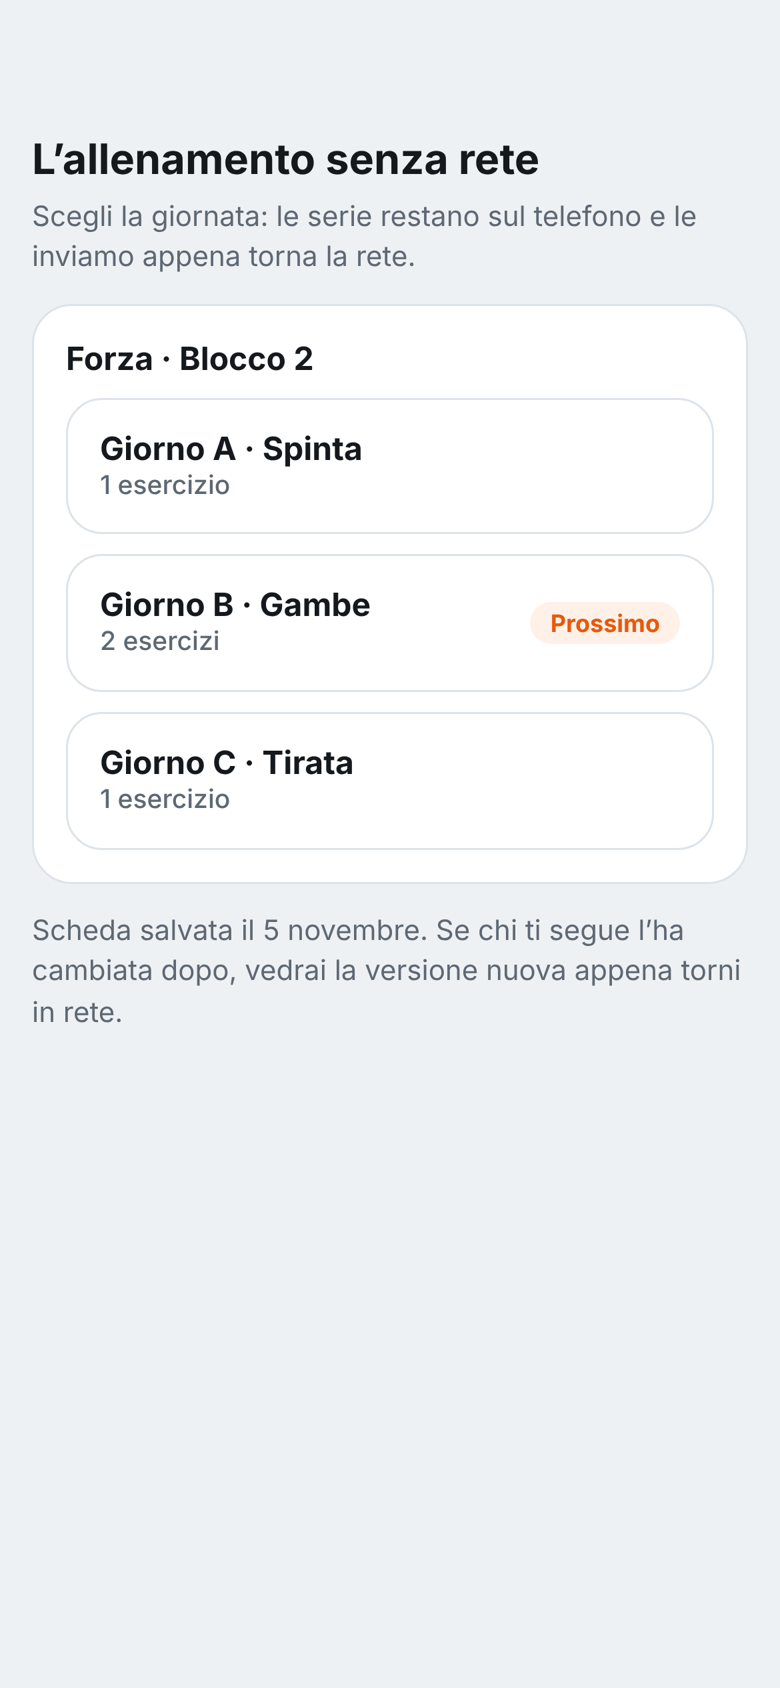 L’allenamento senza rete
Scegli la giornata: le serie restano sul telefono e le
inviamo appena torna la rete.
Forza · Blocco 2
Giorno A · Spinta
1 esercizio
Giorno B · Gambe
2 esercizi
Prossimo
Giorno C · Tirata
1 esercizio
Scheda salvata il 5 novembre. Se chi ti segue l’ha
cambiata dopo, vedrai la versione nuova appena torni
in rete.